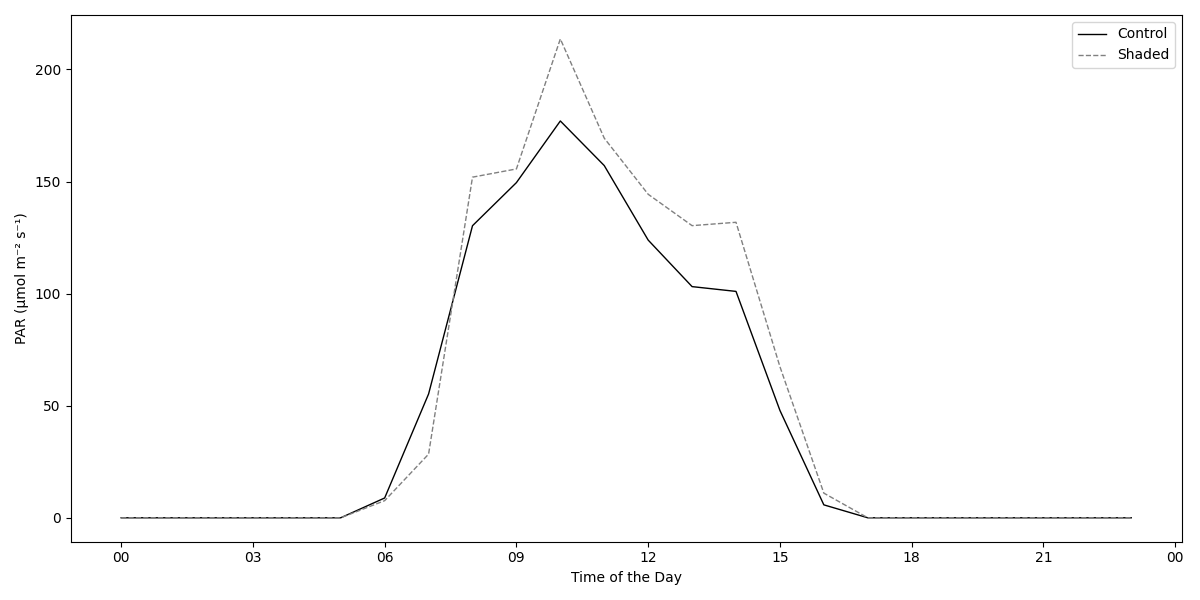 Control
Shaded
PAR (μmol m⁻² s⁻¹)
200
150
100
50
0
00 03 06 09 12 15 18 21 00
Time of the Day